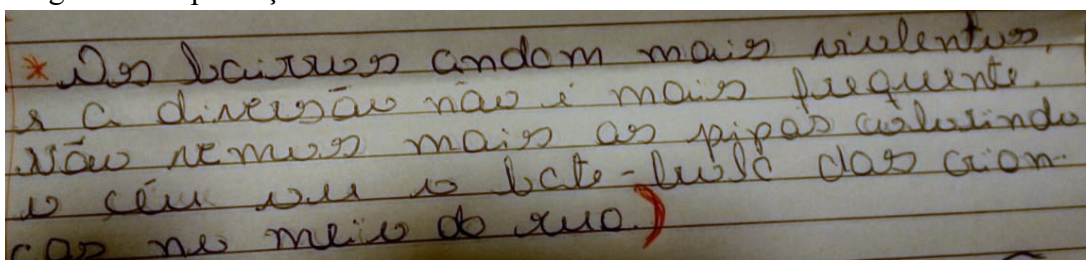 * Os bairros andam mais violentos,
e a diversão não é mais frequente.
Não vemos mais as pipas colorindo
o céu ou o bate-bola das crian-
ças no meio da rua.)